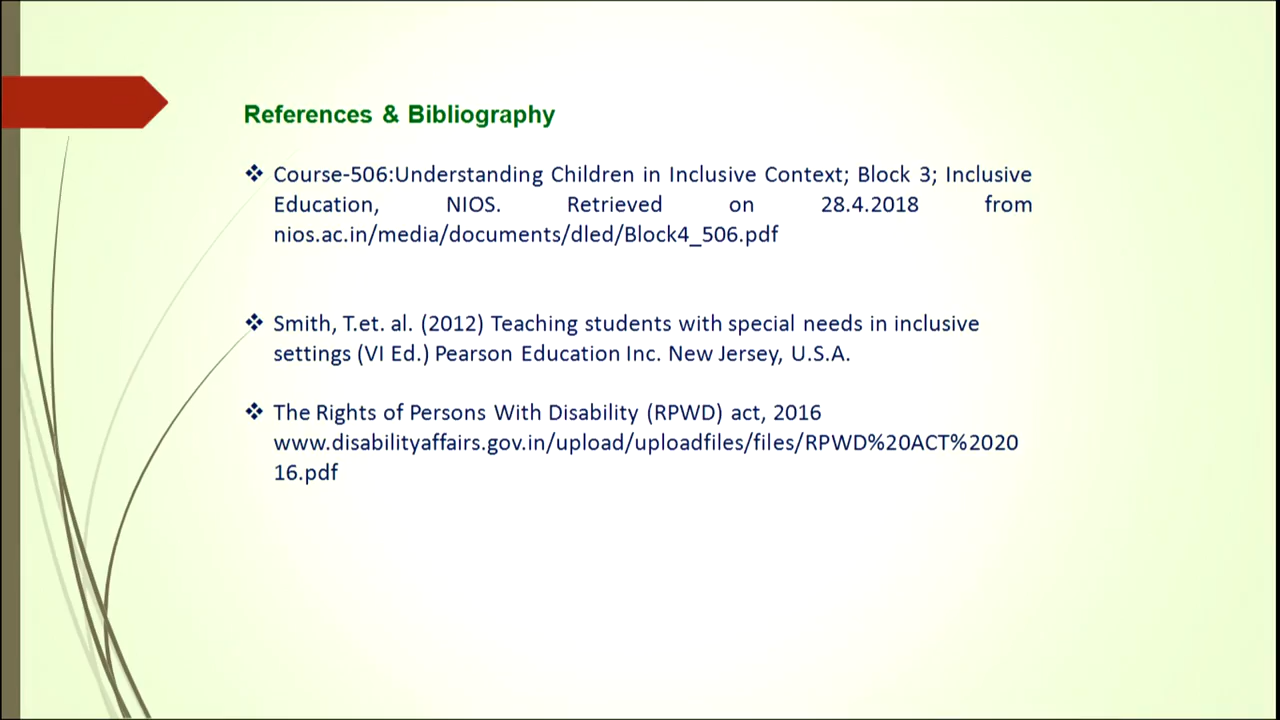 References & Bibliography
❖ Course-506:Understanding Children in Inclusive Context; Block 3; Inclusive
Education, NIOS. Retrieved on 28.4.2018 from
nios.ac.in/media/documents/dled/Block4_506.pdf
❖ Smith, T.et. al. (2012) Teaching students with special needs in inclusive
settings (VI Ed.) Pearson Education Inc. New Jersey, U.S.A.
❖ The Rights of Persons With Disability (RPWD) act, 2016
www.disabilityaffairs.gov.in/upload/uploadfiles/files/RPWD%20ACT%2020
16.pdf